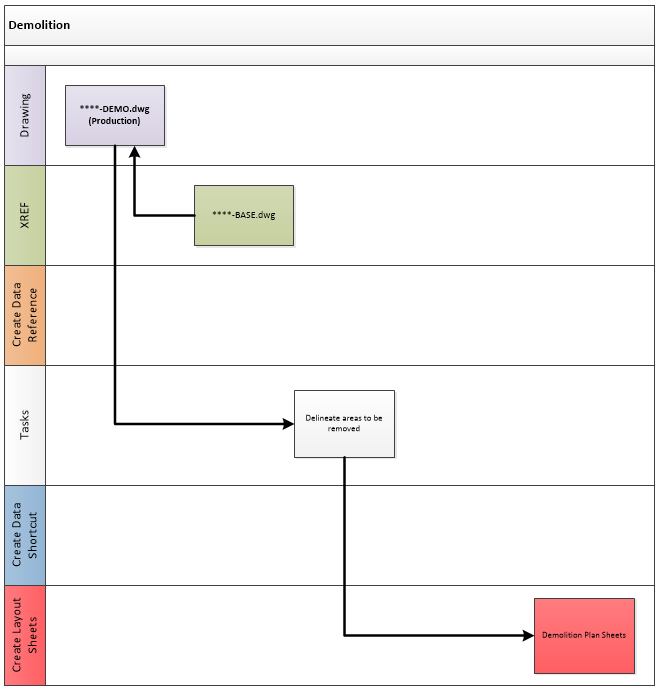 Demolition
Drawing
****-DEMO.dwg
(Production)
XREF
****-BASE.dwg
Create Data
Reference
Tasks
Delineate areas to be
removed
Create Data
Shortcut
Create Layout
Sheets
Demolition Plan Sheets